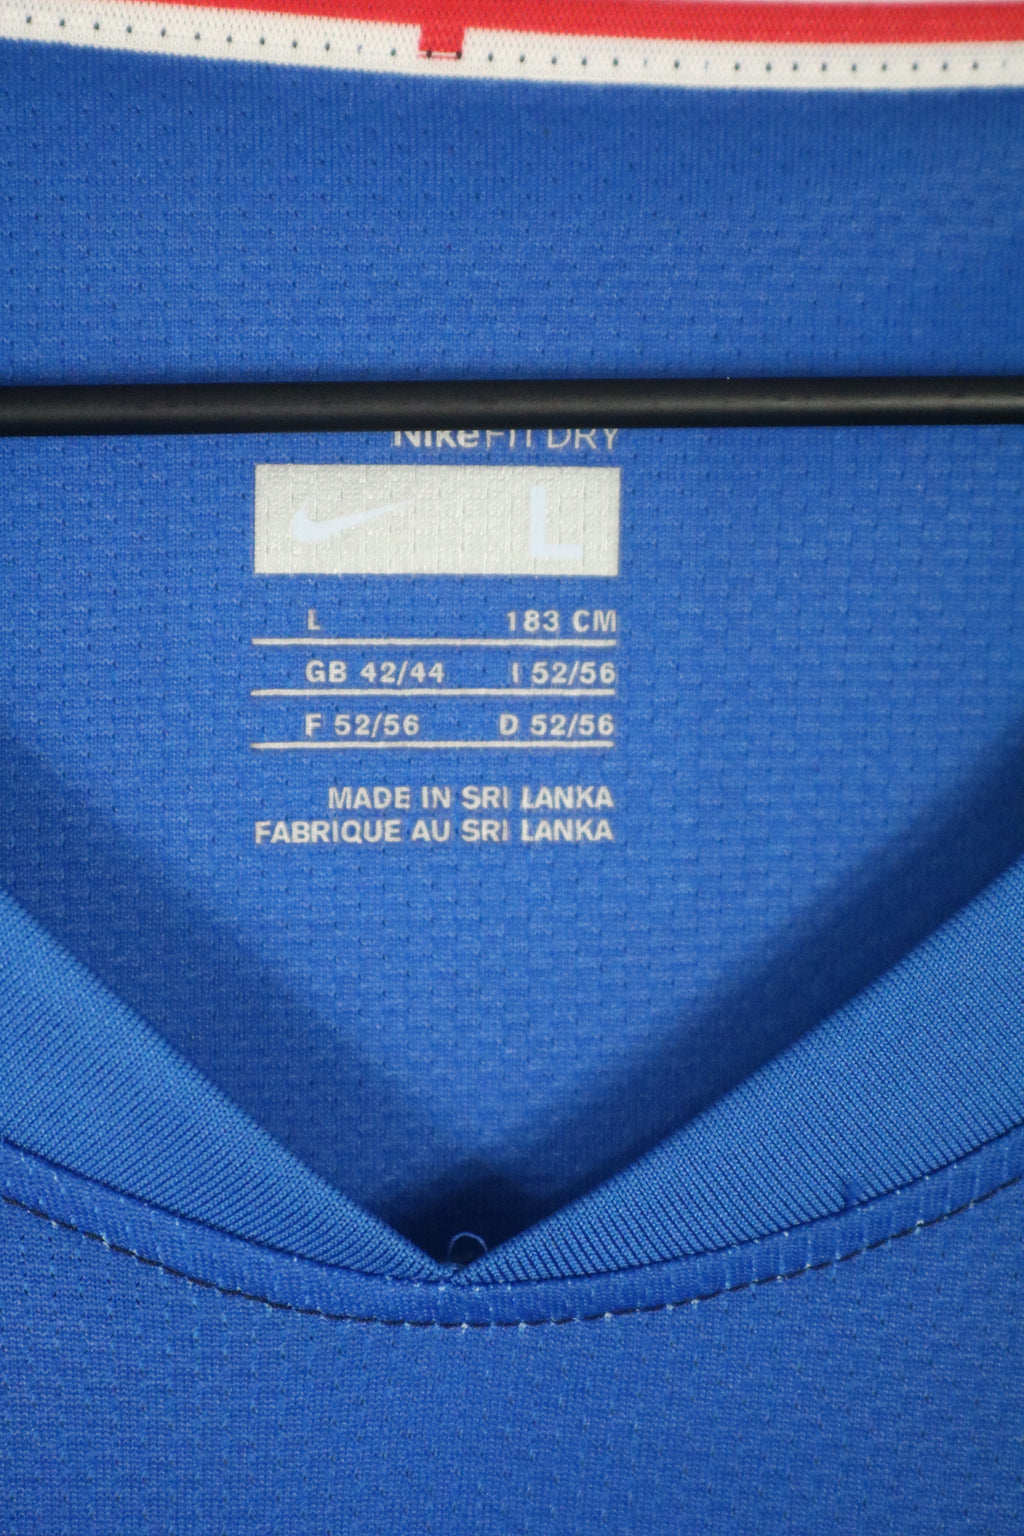 NikeFIT DRY
L
L 183 CM
GB 42/44 I 52/56
F 52/56 D 52/56
MADE IN SRI LANKA
FABRIQUE AU SRI LANKA